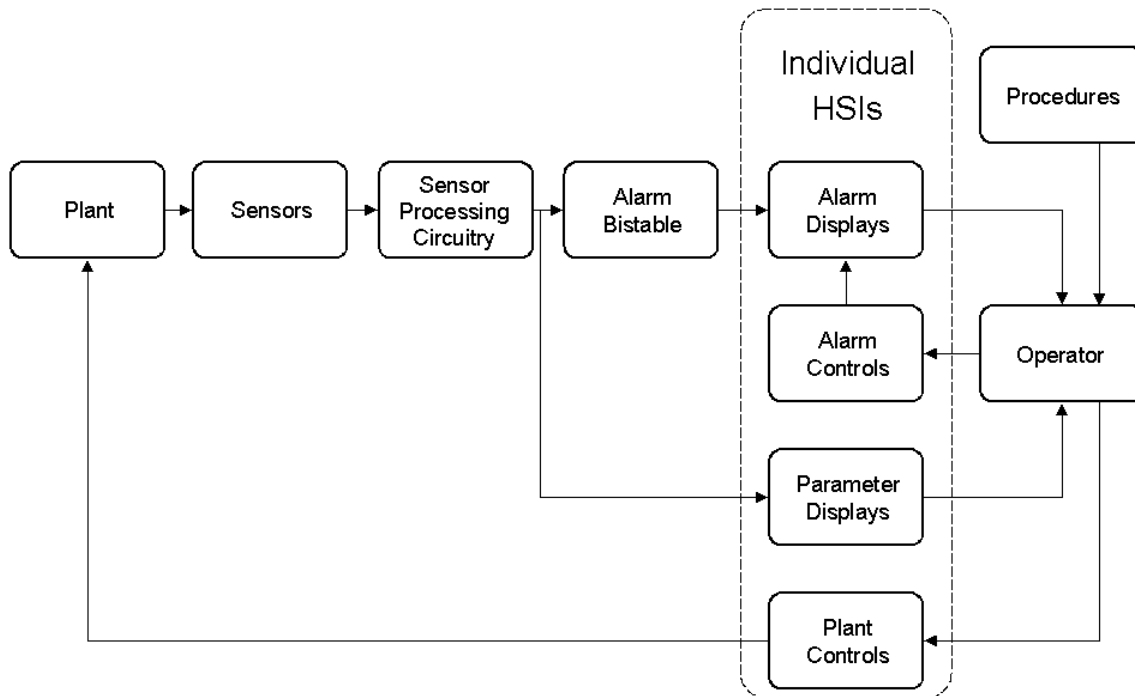 Individual
HSIs
Procedures
Plant
Sensors
Sensor
Processing
Circuitry
Alarm
Bistable
Alarm
Displays
Alarm
Controls
Operator
Parameter
Displays
Plant
Controls